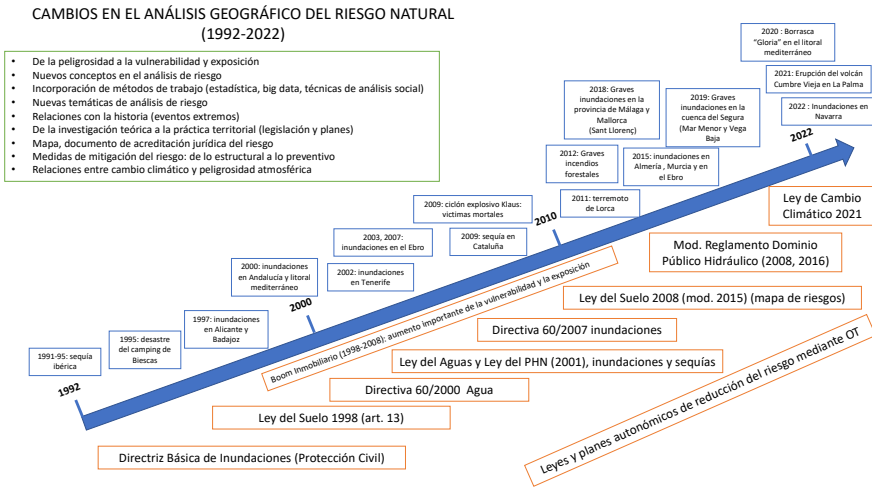 CAMBIOS EN EL ANÁLISIS GEOGRÁFICO DEL RIESGO NATURAL
(1992-2022)
• De la peligrosidad a la vulnerabilidad y exposición
• Nuevos conceptos en el análisis de riesgo
• Incorporación de métodos de trabajo (estadística, big data, técnicas de análisis social)
• Nuevas temáticas de análisis de riesgo
• Relaciones con la historia (eventos extremos)
• De la investigación teórica a la práctica territorial (legislación y planes)
• Mapa, documento de acreditación jurídica del riesgo
• Medidas de mitigación del riesgo: de lo estructural a lo preventivo
• Relaciones entre cambio climático y peligrosidad atmosférica
1991-95: sequía
ibérica
1995: desastre
del camping de
Biescas
1997: inundaciones
en Alicante y
Badajoz
2000: inundaciones
en Andalucía y litoral
mediterráneo
2002: inundaciones
en Tenerife
2003, 2007:
inundaciones en el Ebro
2009: ciclón explosivo Klaus:
victimas mortales
2009: sequía en
Cataluña
2011: terremoto
de Lorca
2012: Graves
incendios
forestales
2015: inundaciones en
Almería , Murcia y en
el Ebro
2018: Graves
inundaciones en la
provincia de Málaga y
Mallorca
(Sant Llorenç)
2019: Graves
inundaciones en la
cuenca del Segura
(Mar Menor y Vega
Baja
2020 : Borrasca
"Gloria" en el litoral
mediterráneo
2021: Erupción del volcán
Cumbre Vieja en La Palma
2022 : Inundaciones en
Navarra
1992
2000
2010
2022
Boom Inmobiliario (1998-2008): aumento importante de la vulnerabilidad y la exposición
Ley de Cambio
Climático 2021
Mod. Reglamento Dominio
Público Hidráulico (2008, 2016)
Ley del Suelo 2008 (mod. 2015) (mapa de riesgos)
Directiva 60/2007 inundaciones
Ley del Aguas y Ley del PHN (2001), inundaciones y sequías
Directiva 60/2000 Agua
Ley del Suelo 1998 (art. 13)
Directriz Básica de Inundaciones (Protección Civil)
Leyes y planes autonómicos de reducción del riesgo mediante OT